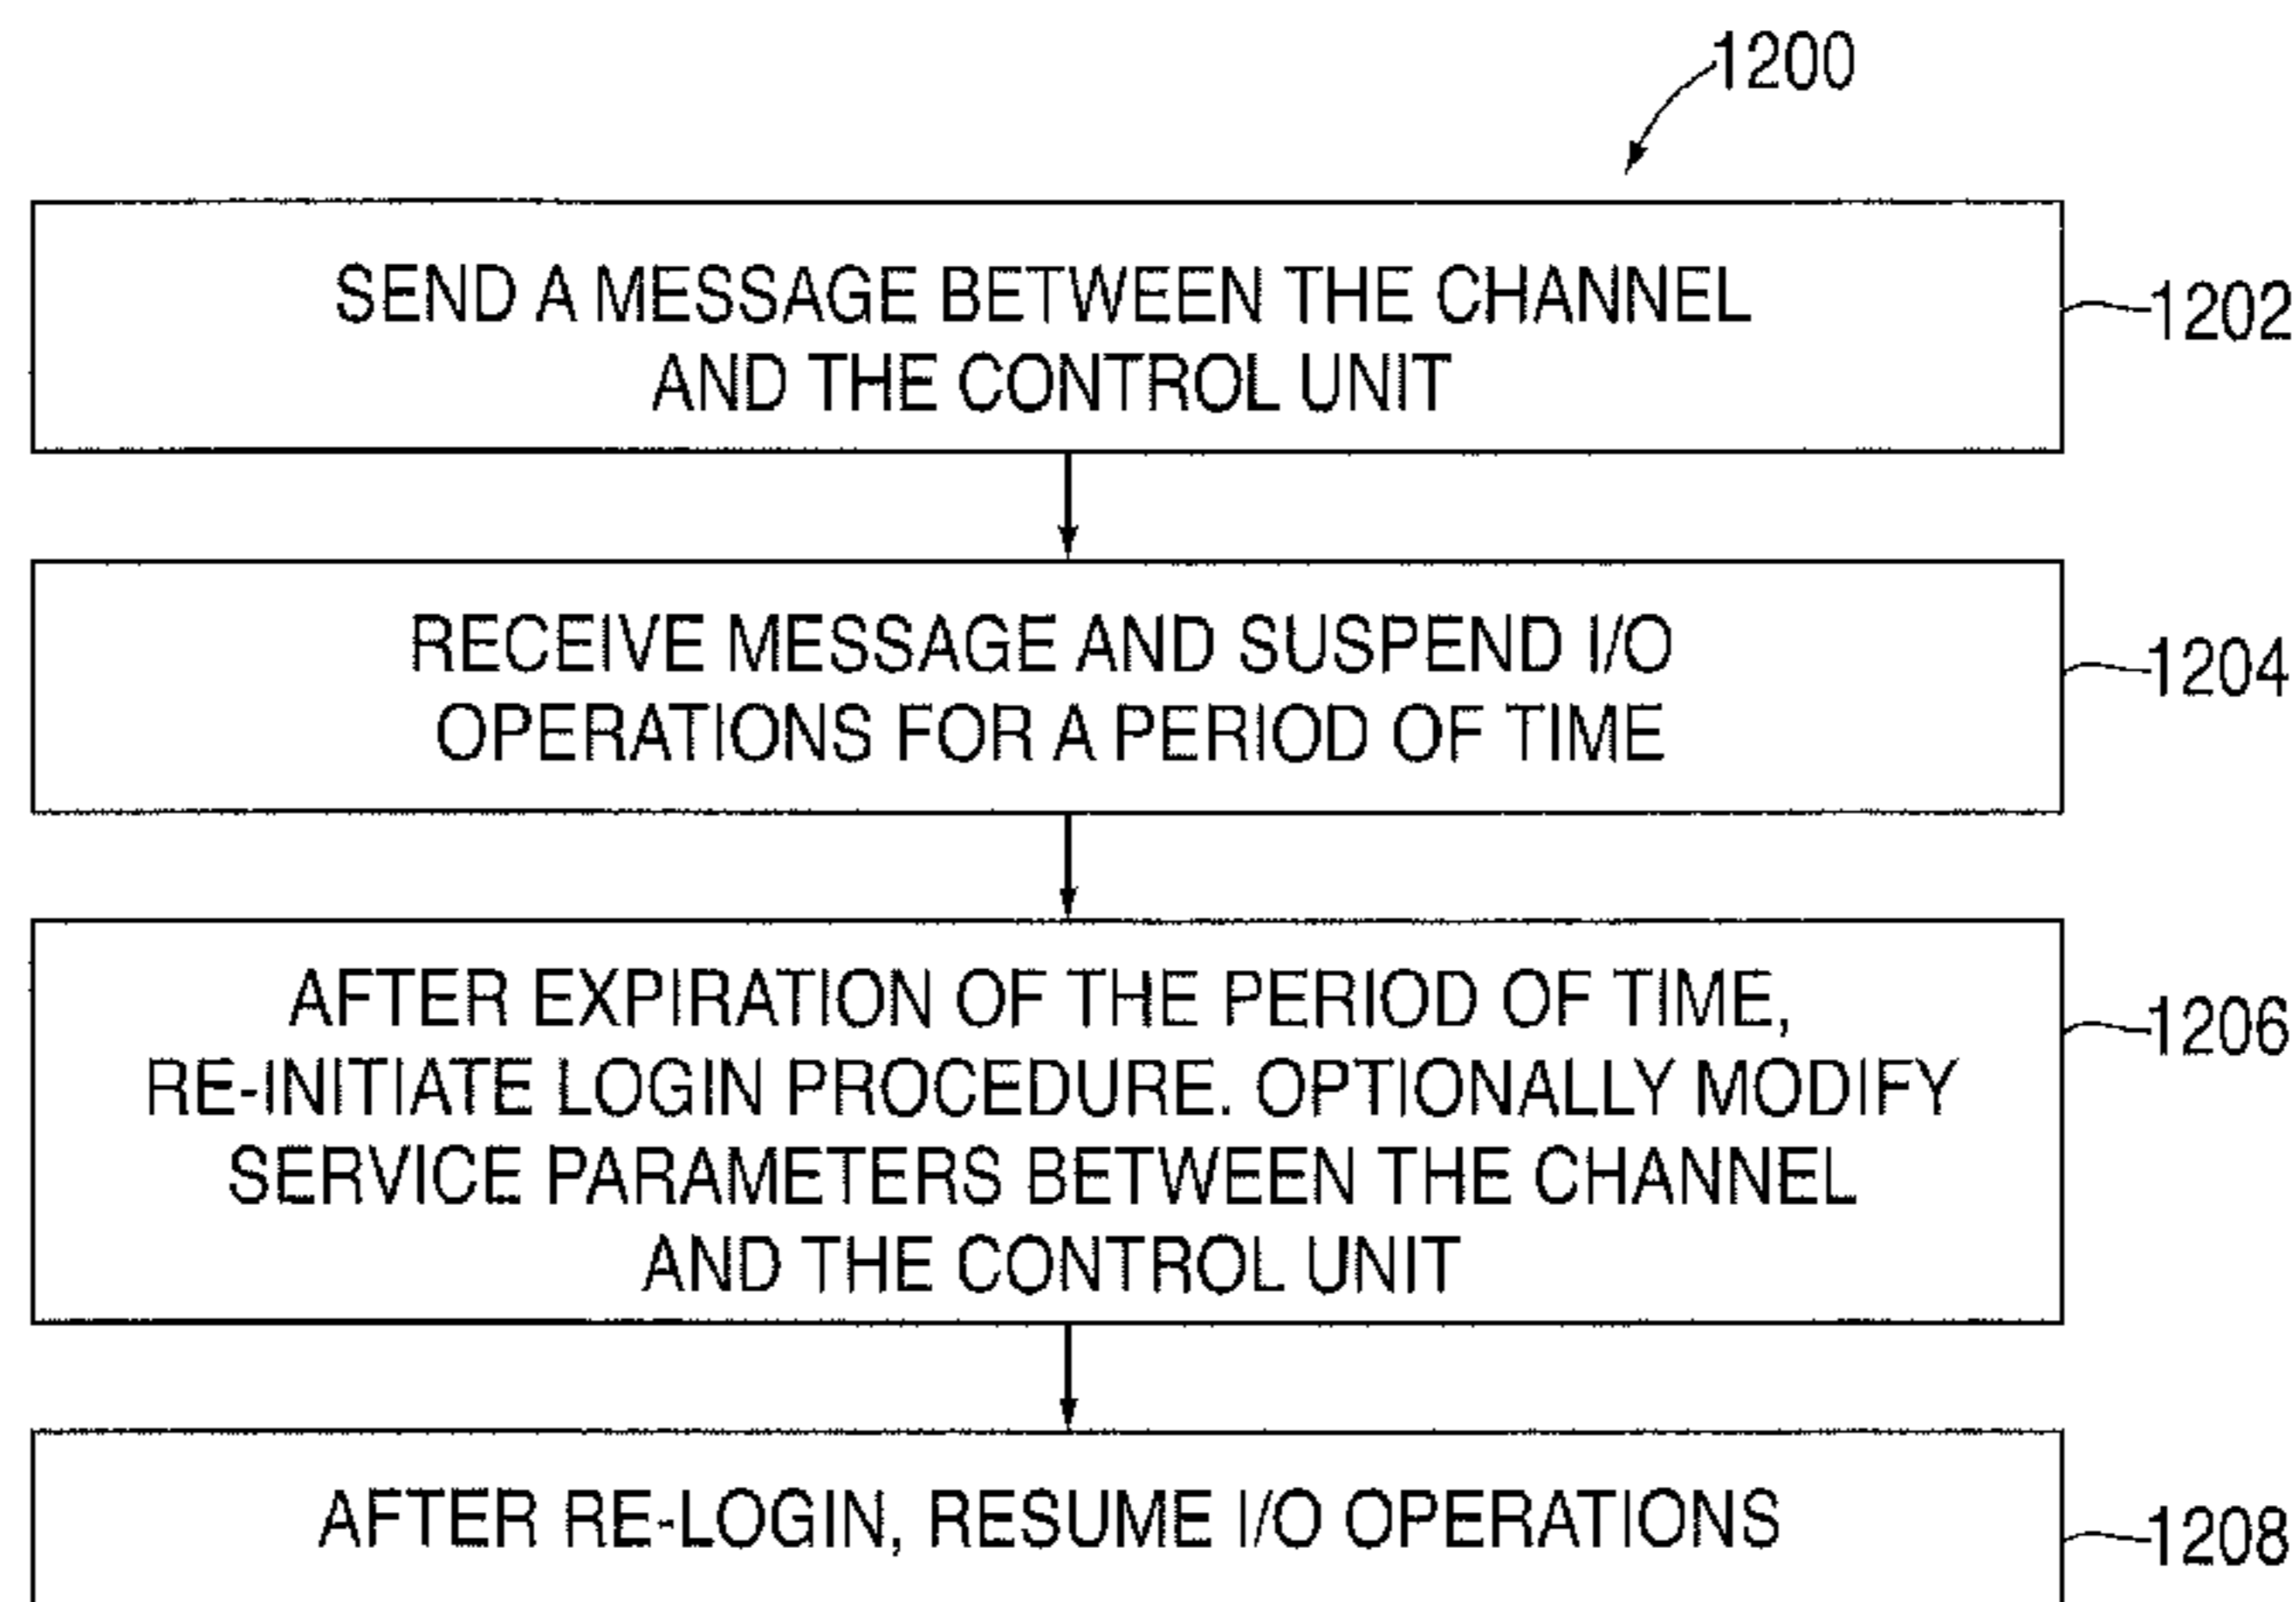 1200
SEND A MESSAGE BETWEEN THE CHANNEL
AND THE CONTROL UNIT
1202
RECEIVE MESSAGE AND SUSPEND I/O
OPERATIONS FOR A PERIOD OF TIME
1204
AFTER EXPIRATION OF THE PERIOD OF TIME,
RE-INITIATE LOGIN PROCEDURE. OPTIONALLY MODIFY
SERVICE PARAMETERS BETWEEN THE CHANNEL
AND THE CONTROL UNIT
1206
AFTER RE-LOGIN, RESUME I/O OPERATIONS
1208